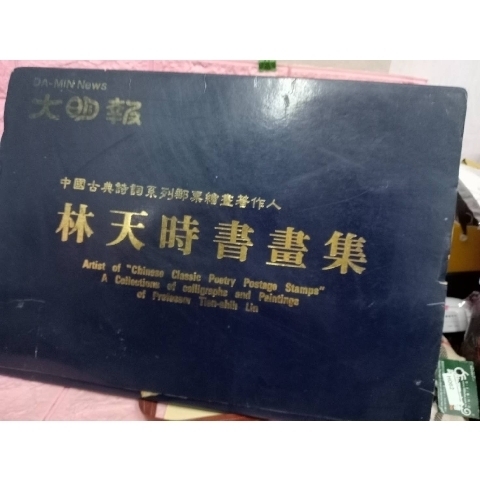 DA-MIN News
大明報
中國古典詩詞系列郵票繪畫著作人
林天時書畫集
Artist of "Chinese Classic Poetry Postage Stamps"
A Collections of calligraphs and Paintings
of Professors Tien-shih Lin